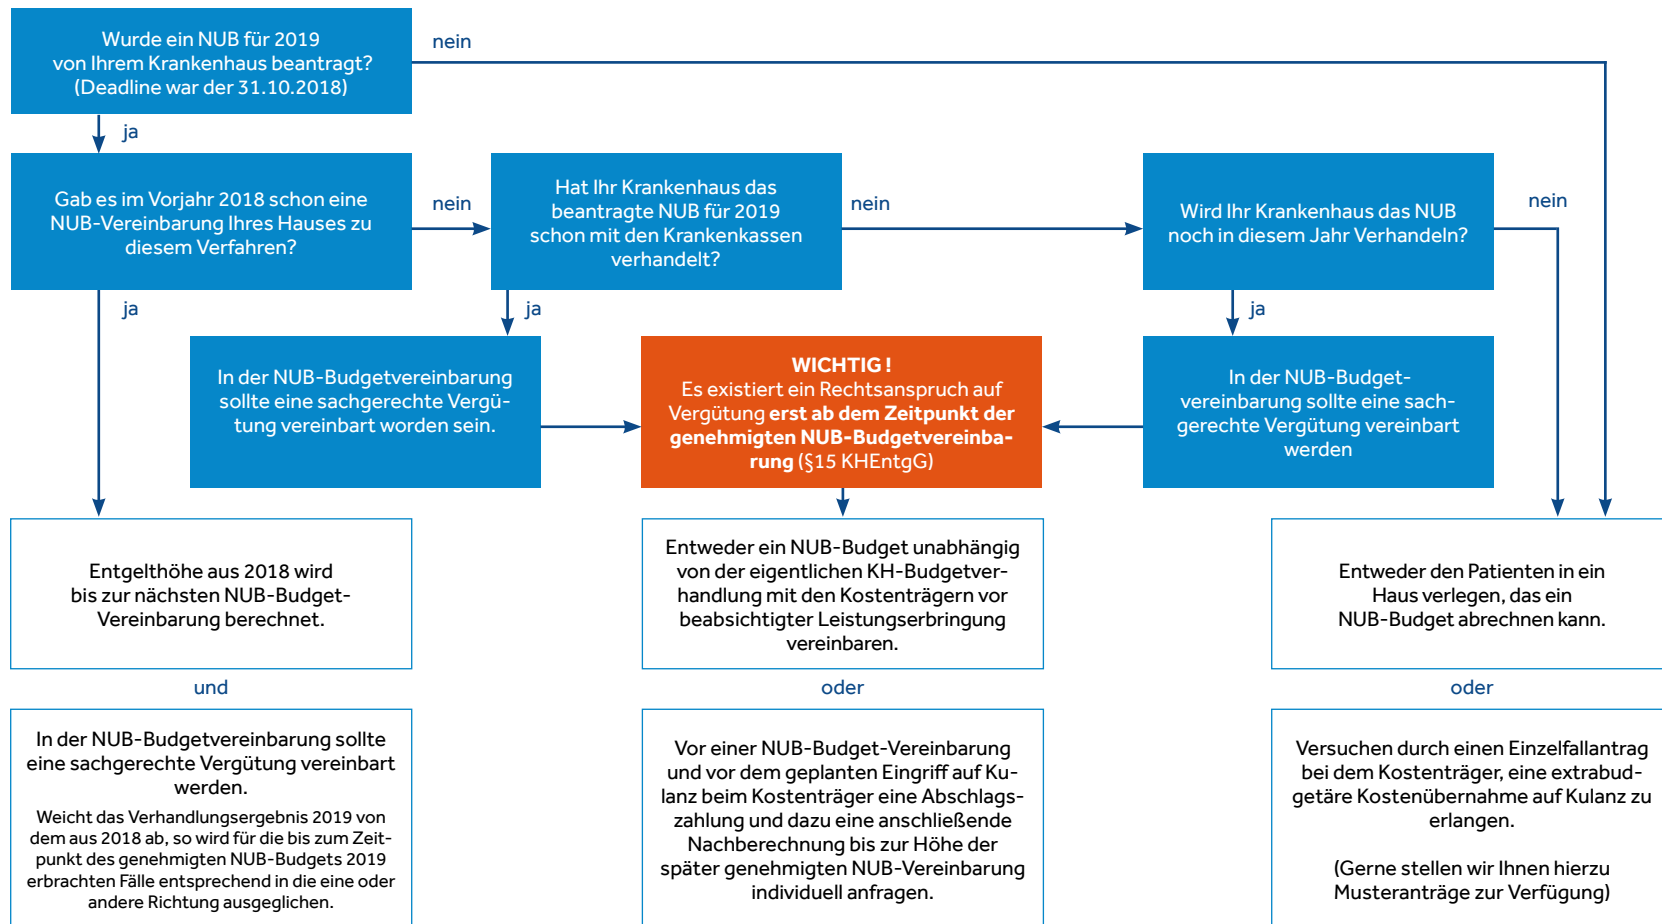 Wurde ein NUB für 2019
von Ihrem Krankenhaus beantragt?
(Deadline war der 31.10.2018)
nein
ja
Gab es im Vorjahr 2018 schon eine
NUB-Vereinbarung Ihres Hauses zu
diesem Verfahren?
nein
Hat Ihr Krankenhaus das
beantragte NUB für 2019
schon mit den Krankenkassen
verhandelt?
nein
Wird Ihr Krankenhaus das NUB
noch in diesem Jahr Verhandeln?
nein
ja
ja
ja
In der NUB-Budgetvereinbarung
sollte eine sachgerechte Vergü-
tung vereinbart worden sein.
WICHTIG !
Es existiert ein Rechtsanspruch auf
Vergütung erst ab dem Zeitpunkt der
genehmigten NUB-Budgetvereinba-
rung (§15 KHEntgG)
In der NUB-Budget-
vereinbarung sollte eine sach-
gerechte Vergütung vereinbart
werden
Entgelthöhe aus 2018 wird
bis zur nächsten NUB-Budget-
Vereinbarung berechnet.
und
In der NUB-Budgetvereinbarung sollte
eine sachgerechte Vergütung vereinbart
werden.
Weicht das Verhandlungsergebnis 2019 von
dem aus 2018 ab, so wird für die bis zum Zeit-
punkt des genehmigten NUB-Budgets 2019
erbrachten Fälle entsprechend in die eine oder
andere Richtung ausgeglichen.
Entweder ein NUB-Budget unabhängig
von der eigentlichen KH-Budgetver-
handlung mit den Kostenträgern vor
beabsichtigter Leistungserbringung
vereinbaren.
oder
Vor einer NUB-Budget-Vereinbarung
und vor dem geplanten Eingriff auf Ku-
lanz beim Kostenträger eine Abschlags-
zahlung und dazu eine anschließende
Nachberechnung bis zur Höhe der
später genehmigten NUB-Vereinbarung
individuell anfragen.
Entweder den Patienten in ein
Haus verlegen, das ein
NUB-Budget abrechnen kann.
oder
Versuchen durch einen Einzelfallantrag
bei dem Kostenträger, eine extrabud-
getäre Kostenübernahme auf Kulanz zu
erlangen.
(Gerne stellen wir Ihnen hierzu
Musteranträge zur Verfügung)